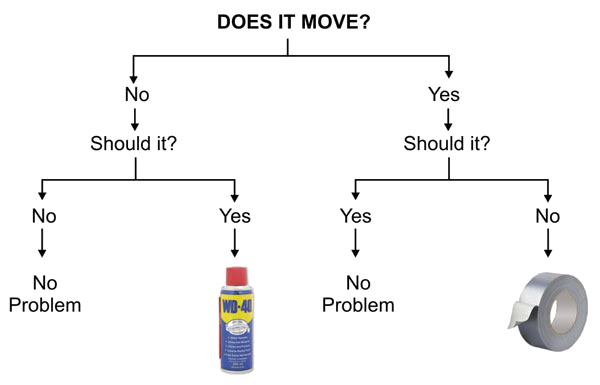 DOES IT MOVE?
No
Yes
Should it?
Should it?
No
Yes
Yes
No
No
Problem
No
Problem
WD-40